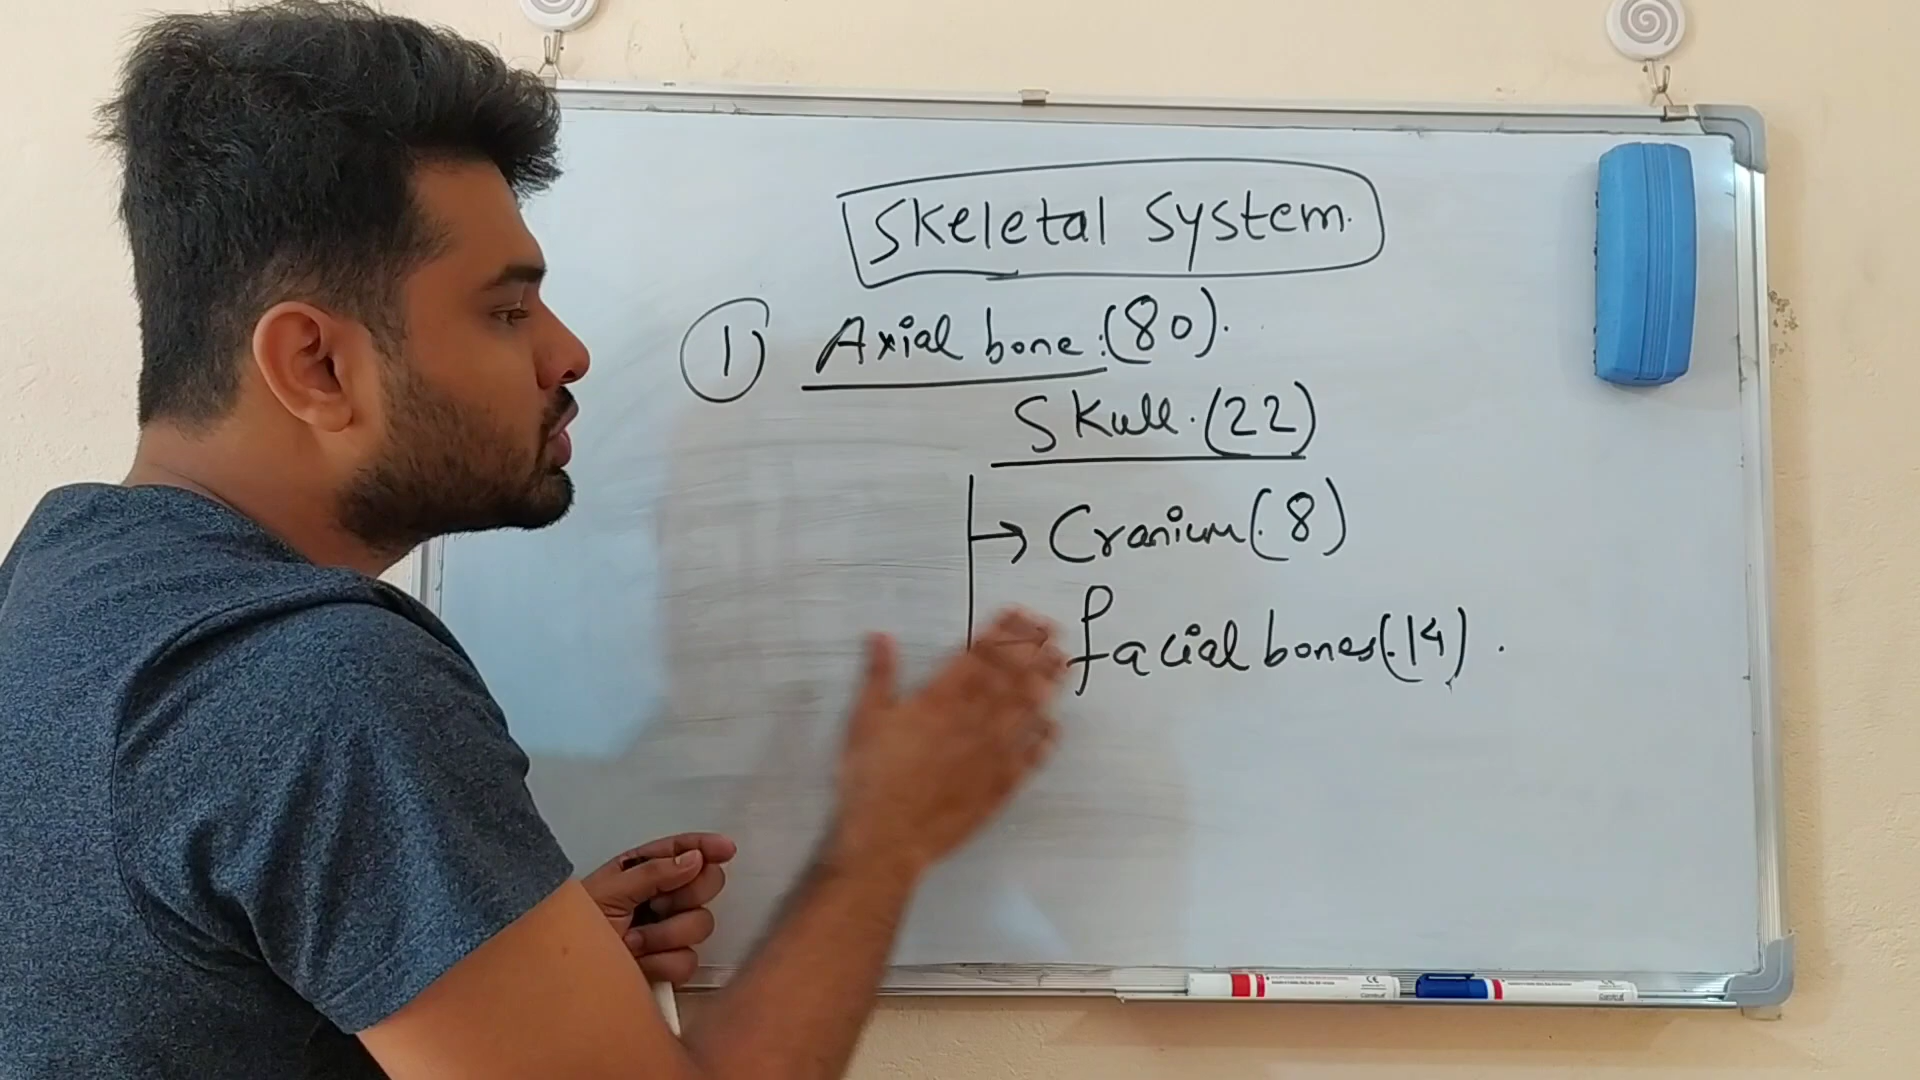 Skeletal System.
1) Axial bone:(80).
Skull.(22)
→ Cranium(.8)
→ facial bones(.14).